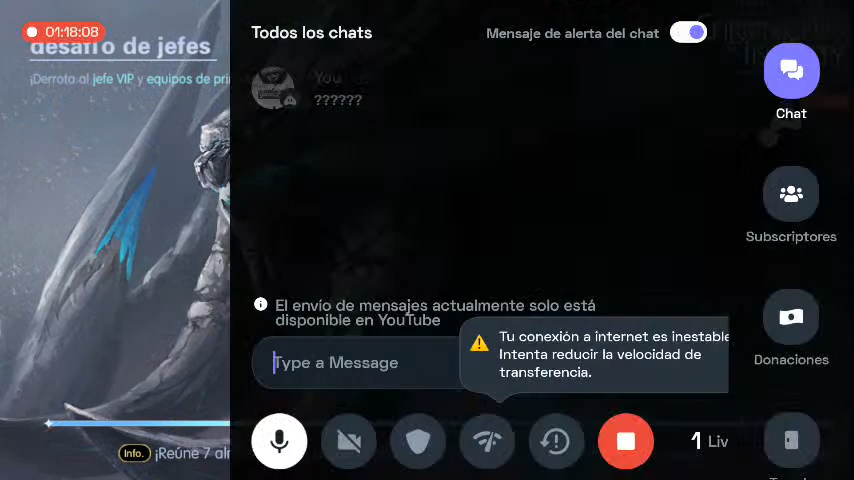 01:18:08
desafío de jefes
¡Derrota al jefe VIP y equipos de pri
Todos los chats
Mensaje de alerta del chat
You
??????
Chat
Subscriptores
El envío de mensajes actualmente solo está
disponible en YouTube
Tu conexión a internet es inestable
Intenta reducir la velocidad de
transferencia.
Type a Message
Donaciones
1 Liv
Info. ¡Reúne 7 alm